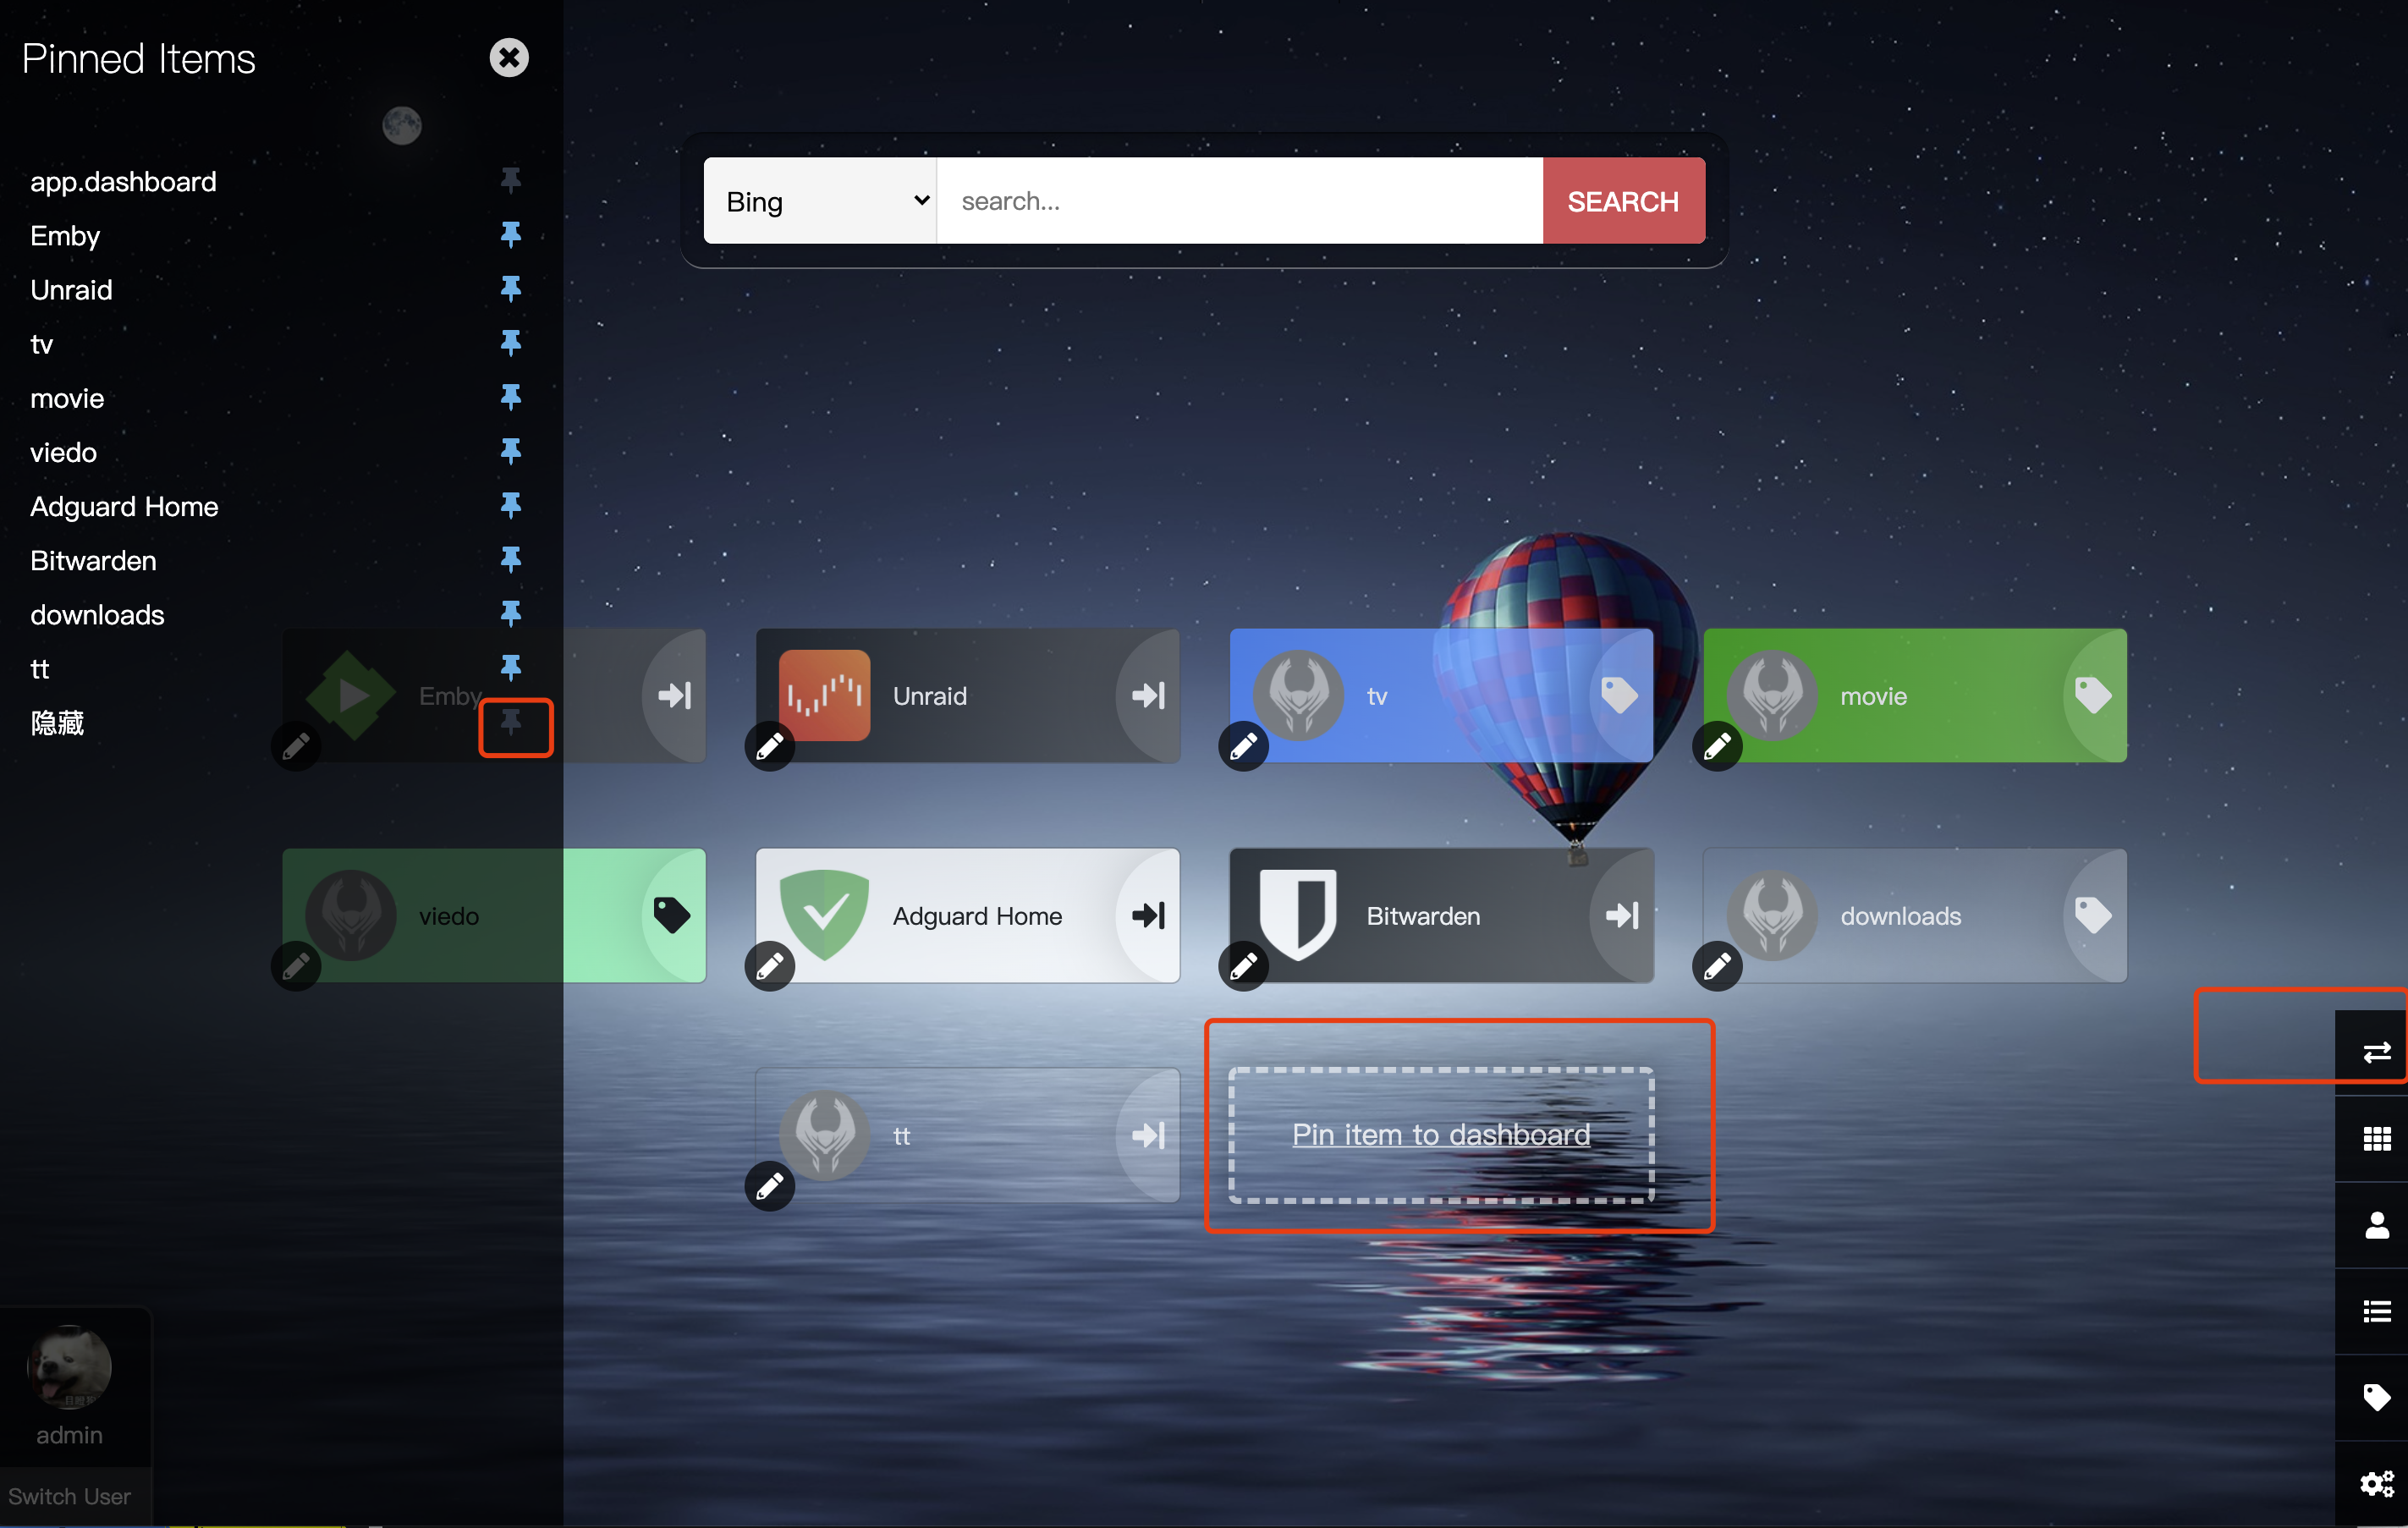 Pinned Items
app.dashboard
Emby
Unraid
tv
movie
viedo
Adguard Home
Bitwarden
downloads
tt
隐藏
Bing
search...
SEARCH
Emby
Unraid
tv
movie
viedo
Adguard Home
Bitwarden
downloads
tt
Pin item to dashboard
admin
Switch User